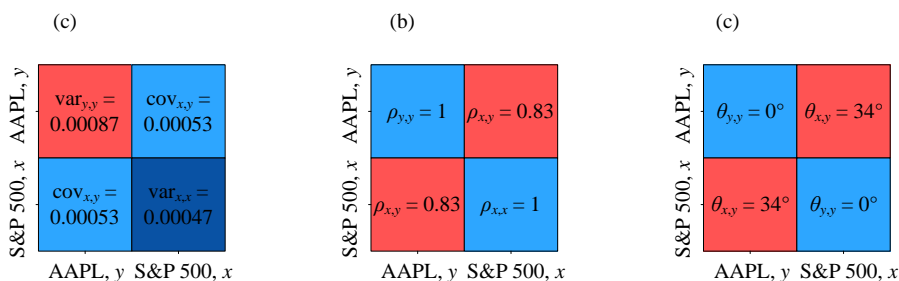 (c)
(b)
(c)
AAPL, y
S&P 500, x
var_{y,y} =
0.00087
cov_{x,y} =
0.00053
cov_{x,y} =
0.00053
var_{x,x} =
0.00047
AAPL, y S&P 500, x
AAPL, y
S&P 500, x
ρ_{y,y} = 1
ρ_{x,y} = 0.83
ρ_{x,y} = 0.83
ρ_{x,x} = 1
AAPL, y S&P 500, x
AAPL, y
S&P 500, x
θ_{y,y} = 0°
θ_{x,y} = 34°
θ_{x,y} = 34°
θ_{y,y} = 0°
AAPL, y S&P 500, x